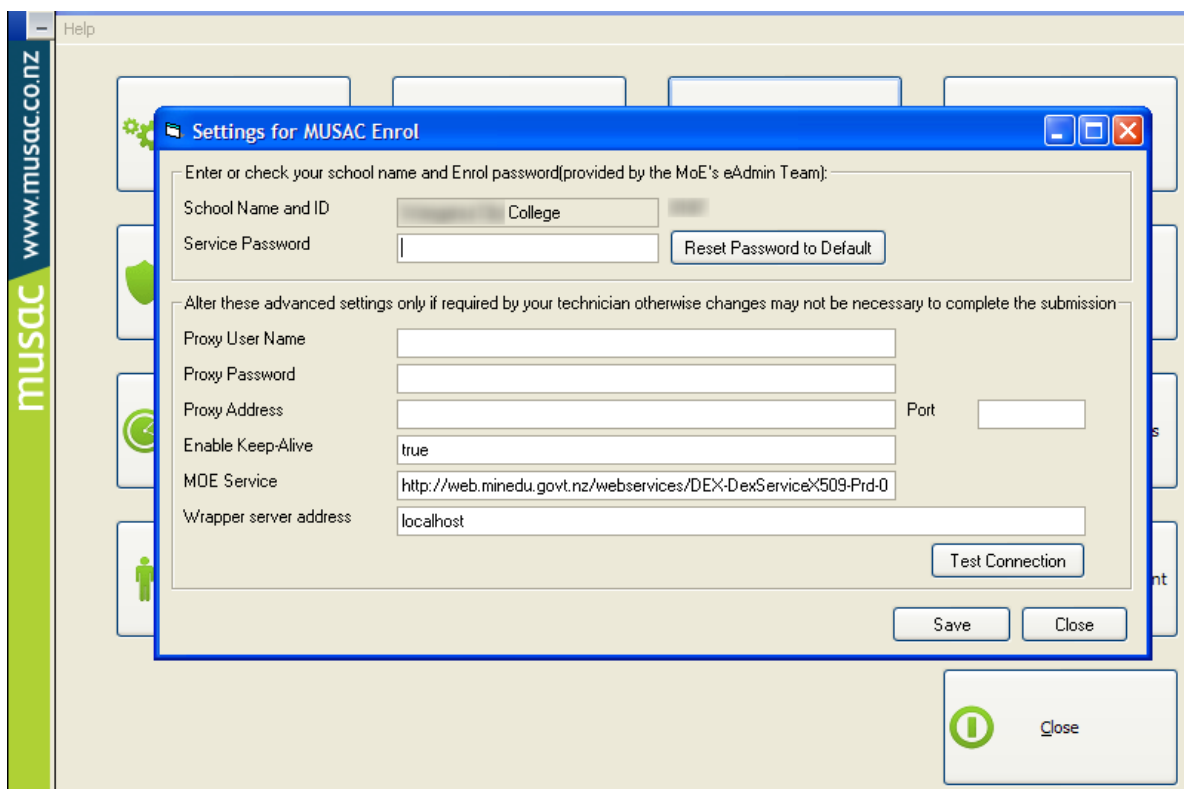 Help
www.musac.co.nz
musac
Settings for MUSAC Enrol
Enter or check your school name and Enrol password(provided by the MoE's eAdmin Team):
School Name and ID College
Service Password Reset Password to Default
Alter these advanced settings only if required by your technician otherwise changes may not be necessary to complete the submission
Proxy User Name
Proxy Password
Proxy Address Port
Enable Keep-Alive true
MOE Service http://web.minedu.govt.nz/webservices/DEX-DexServiceX509-Prd-0
Wrapper server address localhost
Test Connection
Save Close
s
nt
Close